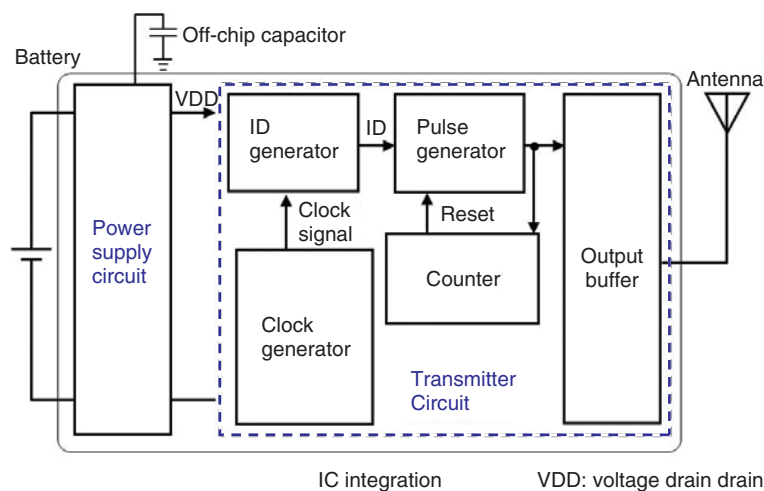 Off-chip capacitor
Battery
Antenna
VDD
ID
generator
ID
Pulse
generator
Clock
signal
Reset
Power
supply
circuit
Counter
Output
buffer
Clock
generator
Transmitter
Circuit
IC integration
VDD: voltage drain drain